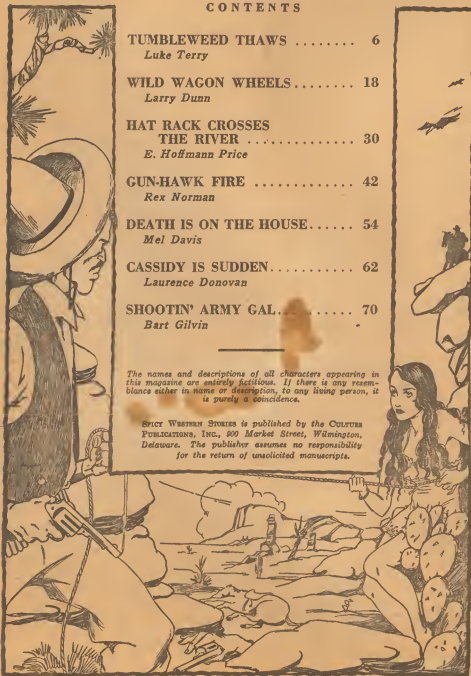 CONTENTS
TUMBLEWEED THAWS ........ 6
Luke Terry
WILD WAGON WHEELS........ 18
Larry Dunn
HAT RACK CROSSES
THE RIVER .............. 30
E. Hoffmann Price
GUN-HAWK FIRE ............ 42
Rex Norman
DEATH IS ON THE HOUSE...... 54
Mel Davis
CASSIDY IS SUDDEN........... 62
Laurence Donovan
SHOOTIN' ARMY GAL.......... 70
Bart Gilvin
The names and descriptions of all characters appearing in
this magazine are entirely fictitious. If there is any resem-
blance either in name or description, to any living person, it
is purely a coincidence.
SPICY WESTERN STORIES is published by the CULTURE
PUBLICATIONS, INC., 900 Market Street, Wilmington,
Delaware. The publisher assumes no responsibility
for the return of unsolicited manuscripts.